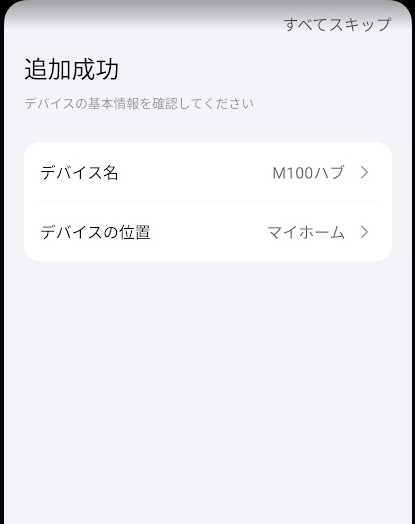 すべてスキップ
追加成功
デバイスの基本情報を確認してください
デバイス名 M100ハブ
デバイスの位置 マイホーム